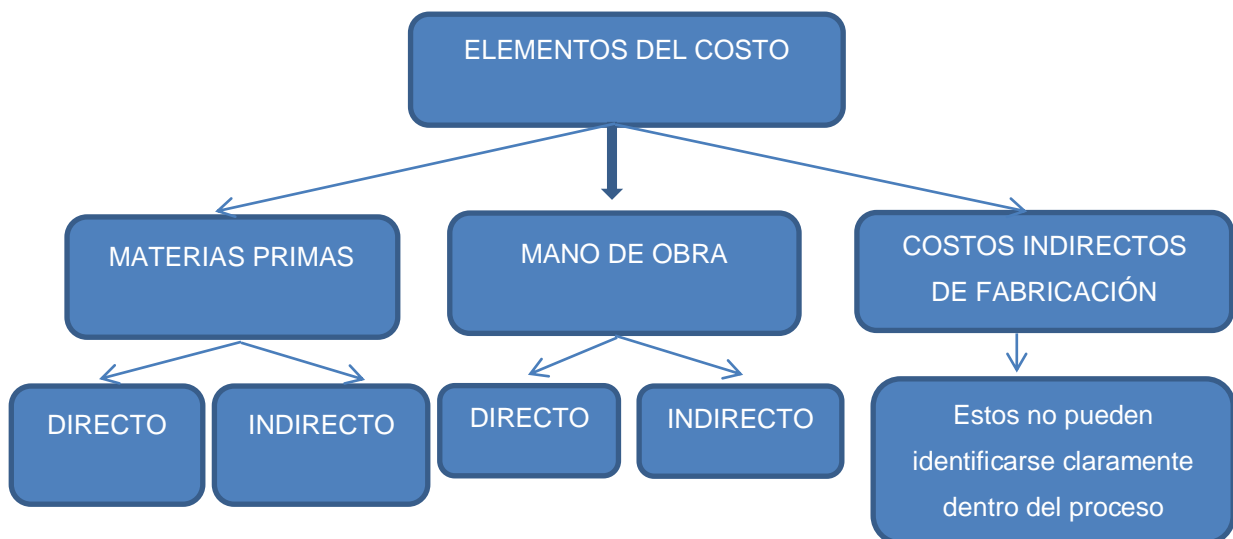 ELEMENTOS DEL COSTO
MATERIAS PRIMAS
MANO DE OBRA
COSTOS INDIRECTOS
DE FABRICACIÓN
DIRECTO
INDIRECTO
DIRECTO
INDIRECTO
Estos no pueden
identificarse claramente
dentro del proceso